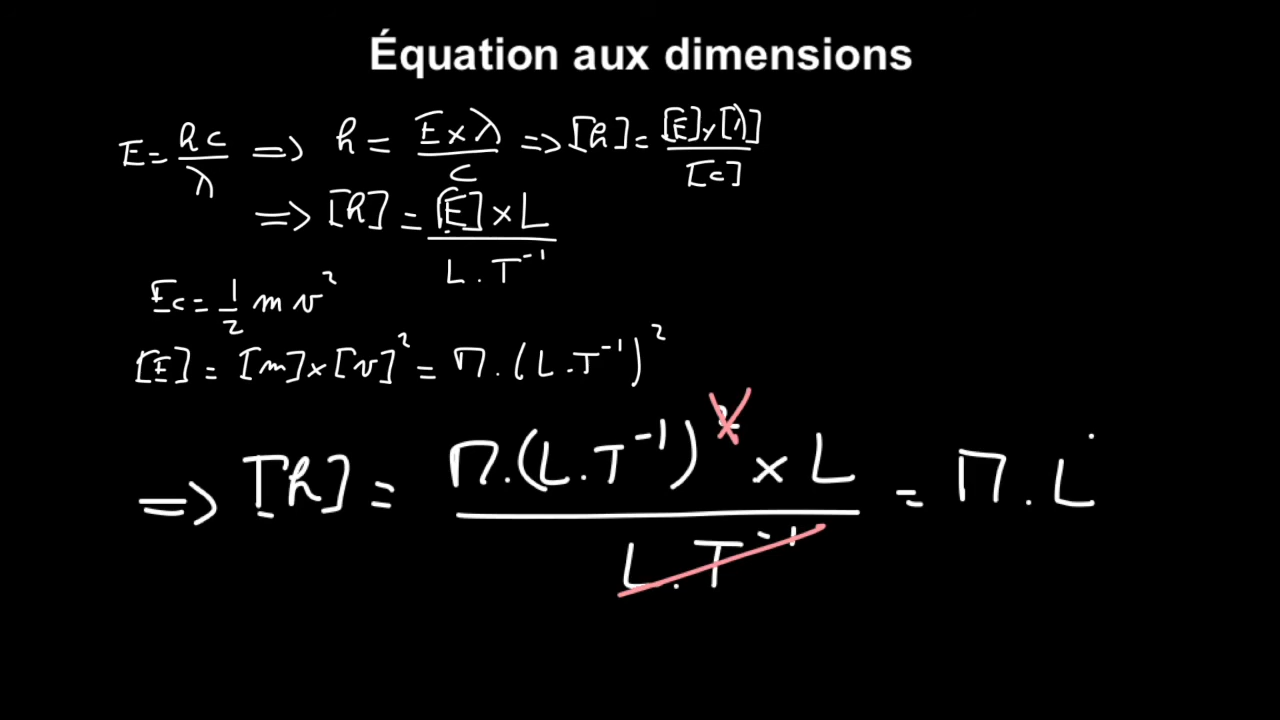 Équation aux dimensions
E = hc/λ => h = E × λ/c => [h] = [E] × [λ]/[c]
=> [h] = [E] × L/L . T⁻¹
Ec = 1/2 m v²
[E] = [m] × [v]² = M . (L . T⁻¹)²
=> [h] = M . (L . T⁻¹)² × L/L . T⁻¹ = M . L